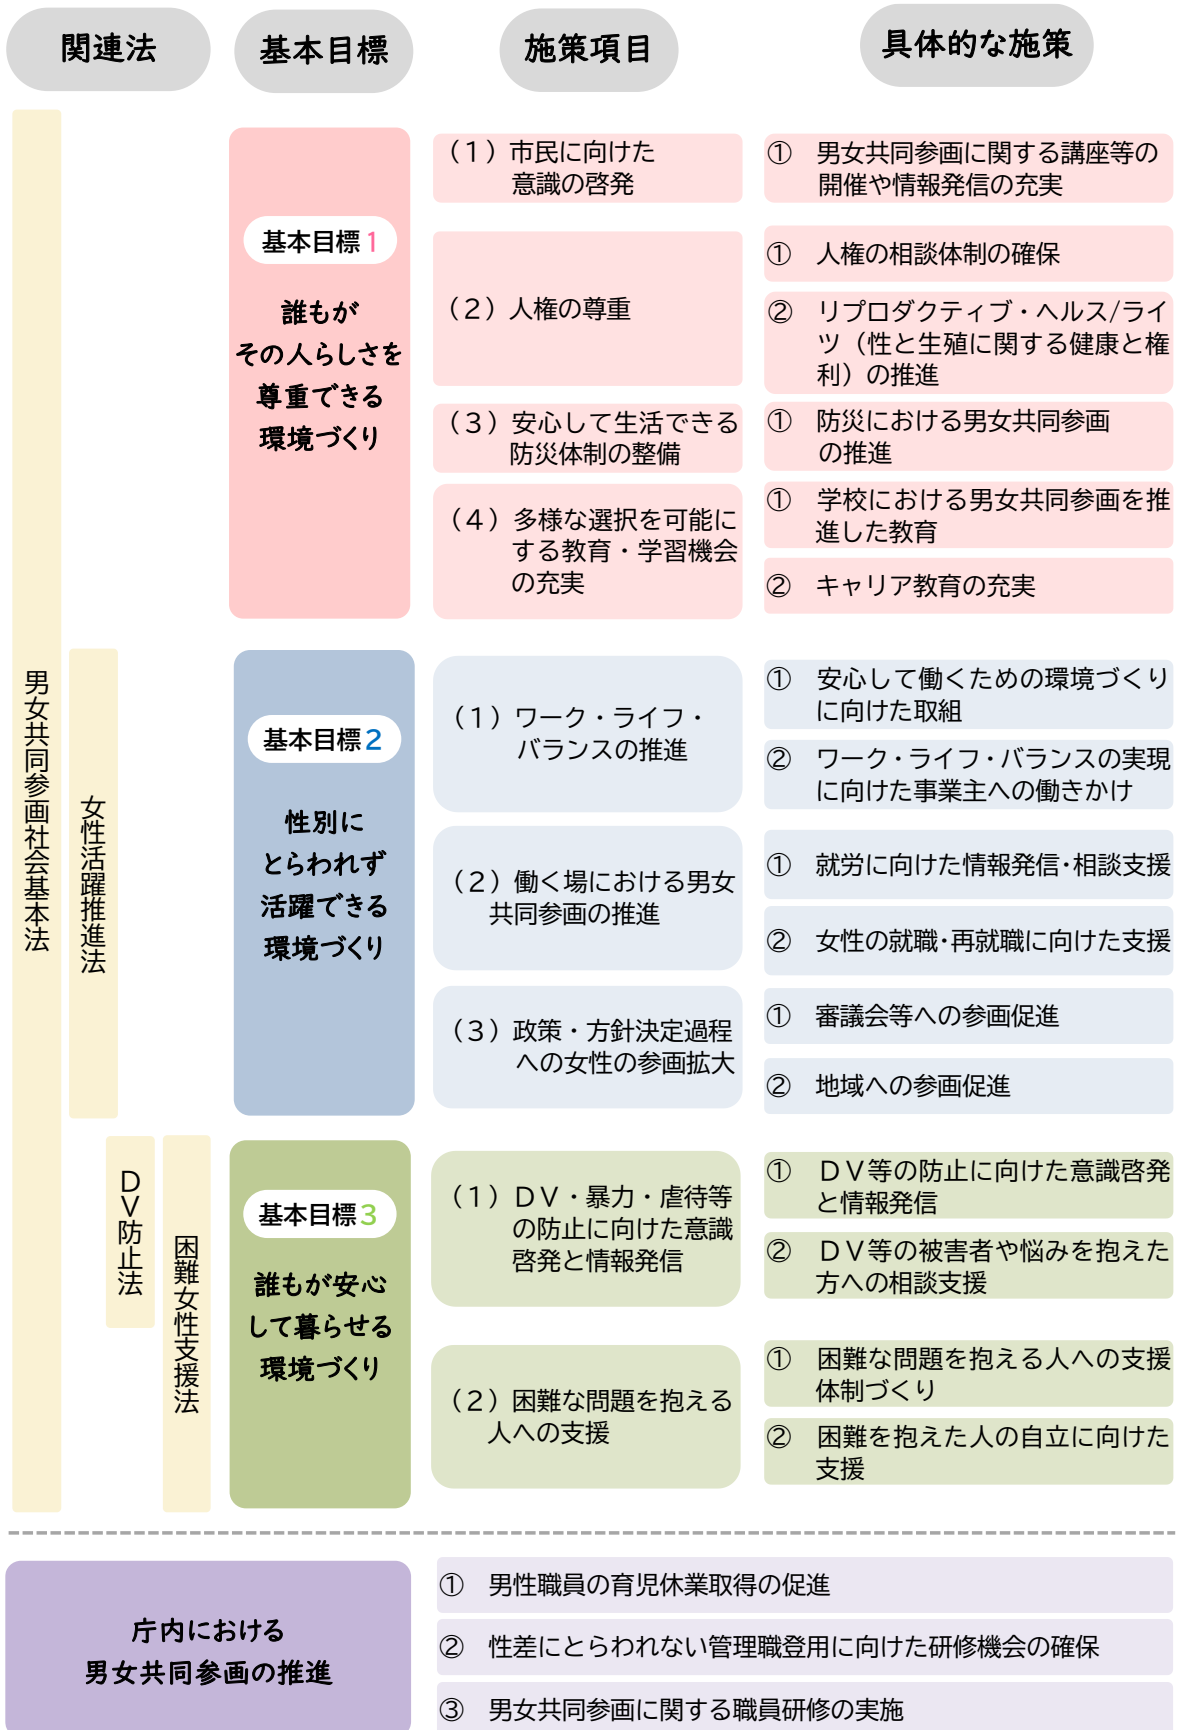 関連法
基本目標
施策項目
具体的な施策
男女共同参画社会基本法
女性活躍推進法
DV防止法
困難女性支援法
基本目標1
誰もが
その人らしさを
尊重できる
環境づくり
（1）市民に向けた
意識の啓発
① 男女共同参画に関する講座等の
開催や情報発信の充実
（2）人権の尊重
① 人権の相談体制の確保
② リプロダクティブ・ヘルス/ライ
ツ（性と生殖に関する健康と権
利）の推進
（3）安心して生活できる
防災体制の整備
① 防災における男女共同参画
の推進
（4）多様な選択を可能に
する教育・学習機会
の充実
① 学校における男女共同参画を推
進した教育
② キャリア教育の充実
基本目標2
性別に
とらわれず
活躍できる
環境づくり
（1）ワーク・ライフ・
バランスの推進
① 安心して働くための環境づくり
に向けた取組
② ワーク・ライフ・バランスの実現
に向けた事業主への働きかけ
（2）働く場における男女
共同参画の推進
① 就労に向けた情報発信・相談支援
② 女性の就職・再就職に向けた支援
（3）政策・方針決定過程
への女性の参画拡大
① 審議会等への参画促進
② 地域への参画促進
基本目標3
誰もが安心
して暮らせる
環境づくり
（1）DV・暴力・虐待等
の防止に向けた意識
啓発と情報発信
① DV等の防止に向けた意識啓発
と情報発信
② DV等の被害者や悩みを抱えた
方への相談支援
（2）困難な問題を抱える
人への支援
① 困難な問題を抱える人への支援
体制づくり
② 困難を抱えた人の自立に向けた
支援
庁内における
男女共同参画の推進
① 男性職員の育児休業取得の促進
② 性差にとらわれない管理職登用に向けた研修機会の確保
③ 男女共同参画に関する職員研修の実施